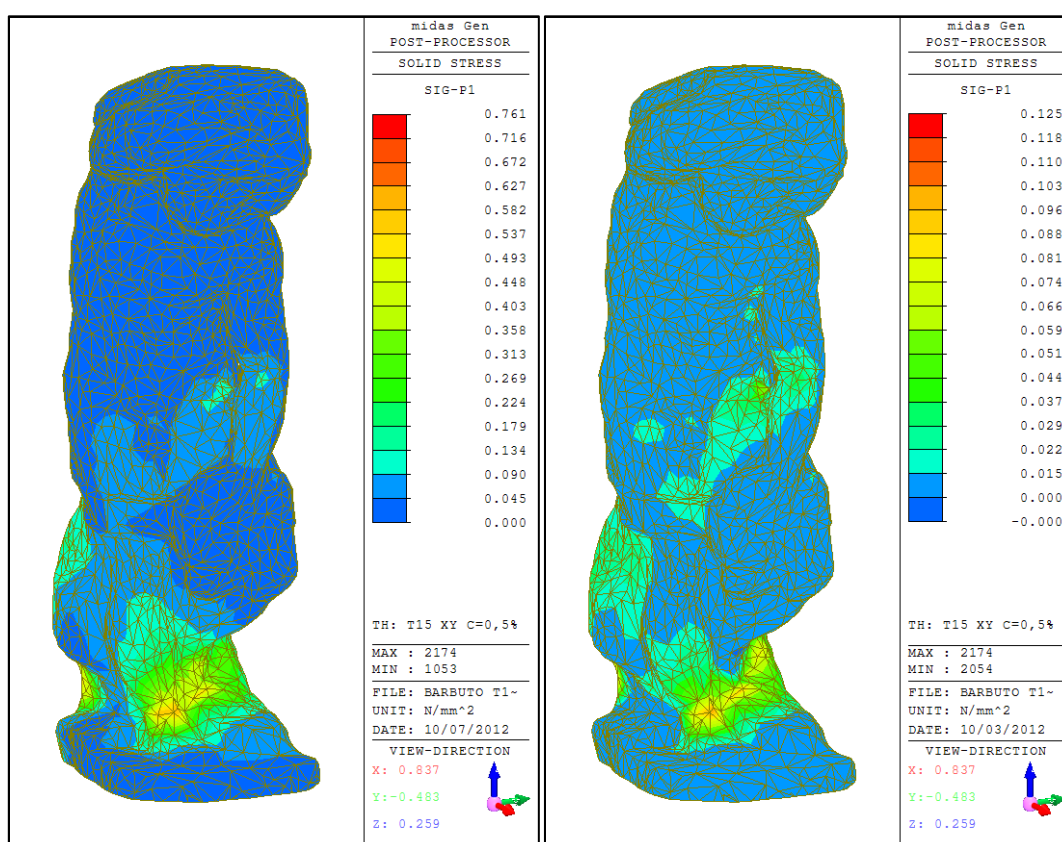 midas Gen
POST-PROCESSOR
SOLID STRESS
SIG-P1
0.761
0.716
0.672
0.627
0.582
0.537
0.493
0.448
0.403
0.358
0.313
0.269
0.224
0.179
0.134
0.090
0.045
0.000
TH: T15 XY C=0,5%
MAX : 2174
MIN : 1053
FILE: BARBUTO T1~
UNIT: N/mm^2
DATE: 10/07/2012
VIEW-DIRECTION
X: 0.837
Y:-0.483
Z: 0.259
midas Gen
POST-PROCESSOR
SOLID STRESS
SIG-P1
0.125
0.118
0.110
0.103
0.096
0.088
0.081
0.074
0.066
0.059
0.051
0.044
0.037
0.029
0.022
0.015
0.000
-0.000
TH: T15 XY C=0,5%
MAX : 2174
MIN : 2054
FILE: BARBUTO T1~
UNIT: N/mm^2
DATE: 10/03/2012
VIEW-DIRECTION
X: 0.837
Y:-0.483
Z: 0.259